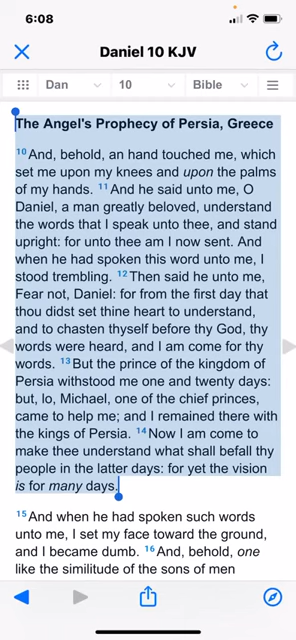 6:08
Daniel 10 KJV
Dan 10 Bible
The Angel's Prophecy of Persia, Greece
10 And, behold, an hand touched me, which
set me upon my knees and upon the palms
of my hands. 11 And he said unto me, O
Daniel, a man greatly beloved, understand
the words that I speak unto thee, and stand
upright: for unto thee am I now sent. And
when he had spoken this word unto me, I
stood trembling. 12 Then said he unto me,
Fear not, Daniel: for from the first day that
thou didst set thine heart to understand,
and to chasten thyself before thy God, thy
words were heard, and I am come for thy
words. 13 But the prince of the kingdom of
Persia withstood me one and twenty days:
but, lo, Michael, one of the chief princes,
came to help me; and I remained there with
the kings of Persia. 14 Now I am come to
make thee understand what shall befall thy
people in the latter days: for yet the vision
is for many days.
15 And when he had spoken such words
unto me, I set my face toward the ground,
and I became dumb. 16 And, behold, one
like the similitude of the sons of men